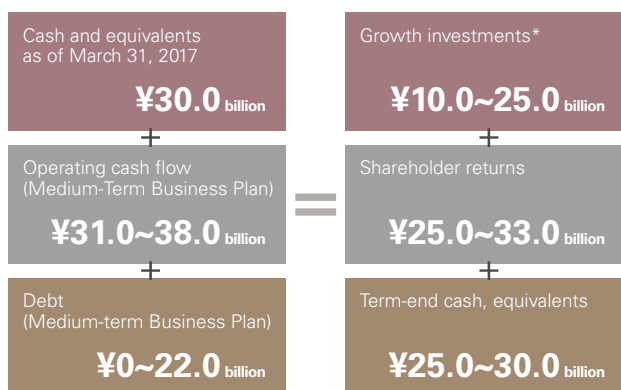 Cash and equivalents
as of March 31, 2017
¥30.0 billion
+
Operating cash flow
(Medium-Term Business Plan)
¥31.0~38.0 billion
+
Debt
(Medium-term Business Plan)
¥0~22.0 billion
=
Growth investments*
¥10.0~25.0 billion
+
Shareholder returns
¥25.0~33.0 billion
+
Term-end cash, equivalents
¥25.0~30.0 billion